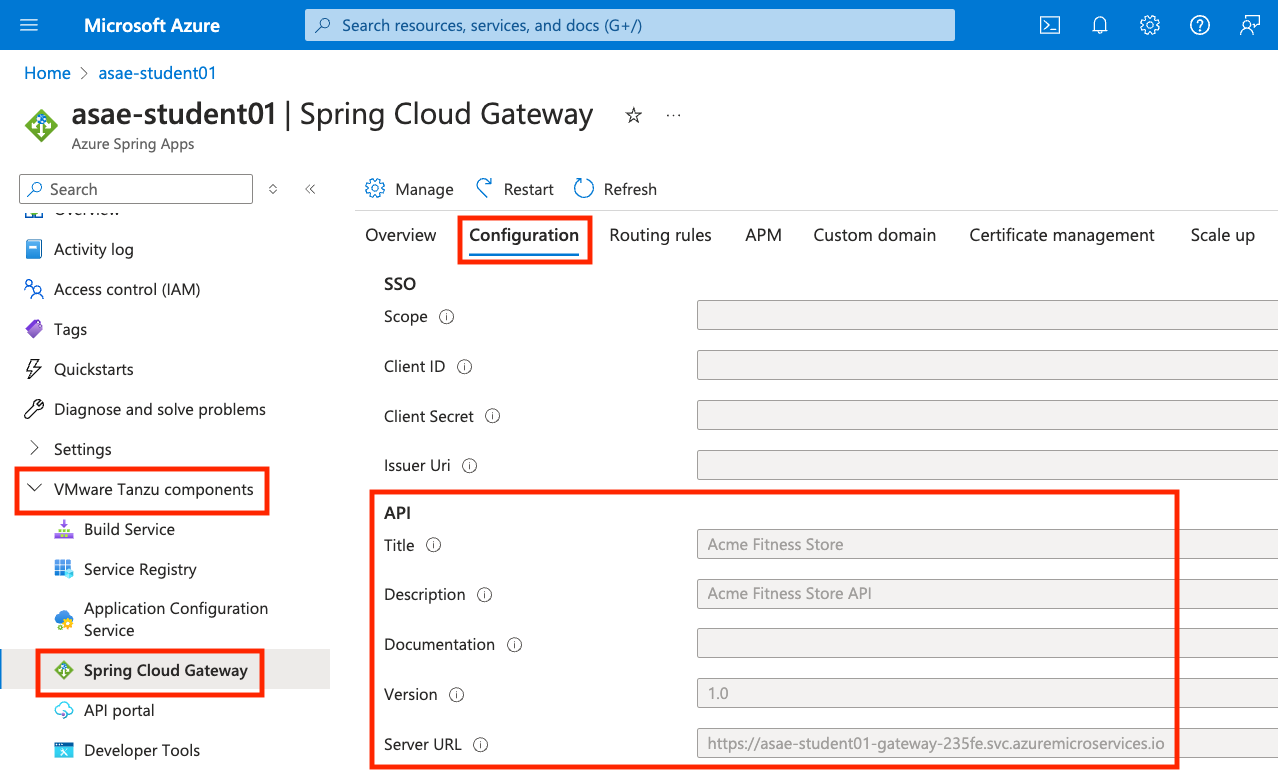 Microsoft Azure
Search resources, services, and docs (G+/)
Home > asae-student01
asae-student01 | Spring Cloud Gateway
Azure Spring Apps
Search
Overview
Activity log
Access control (IAM)
Tags
Quickstarts
Diagnose and solve problems
Settings
VMware Tanzu components
Build Service
Service Registry
Application Configuration
Service
Spring Cloud Gateway
API portal
Developer Tools
Manage Restart Refresh
Overview Configuration Routing rules APM Custom domain Certificate management Scale up
SSO
Scope
Client ID
Client Secret
Issuer Uri
API
Title Acme Fitness Store
Description Acme Fitness Store API
Documentation
Version 1.0
Server URL https://asae-student01-gateway-235fe.svc.azuremicroservices.io